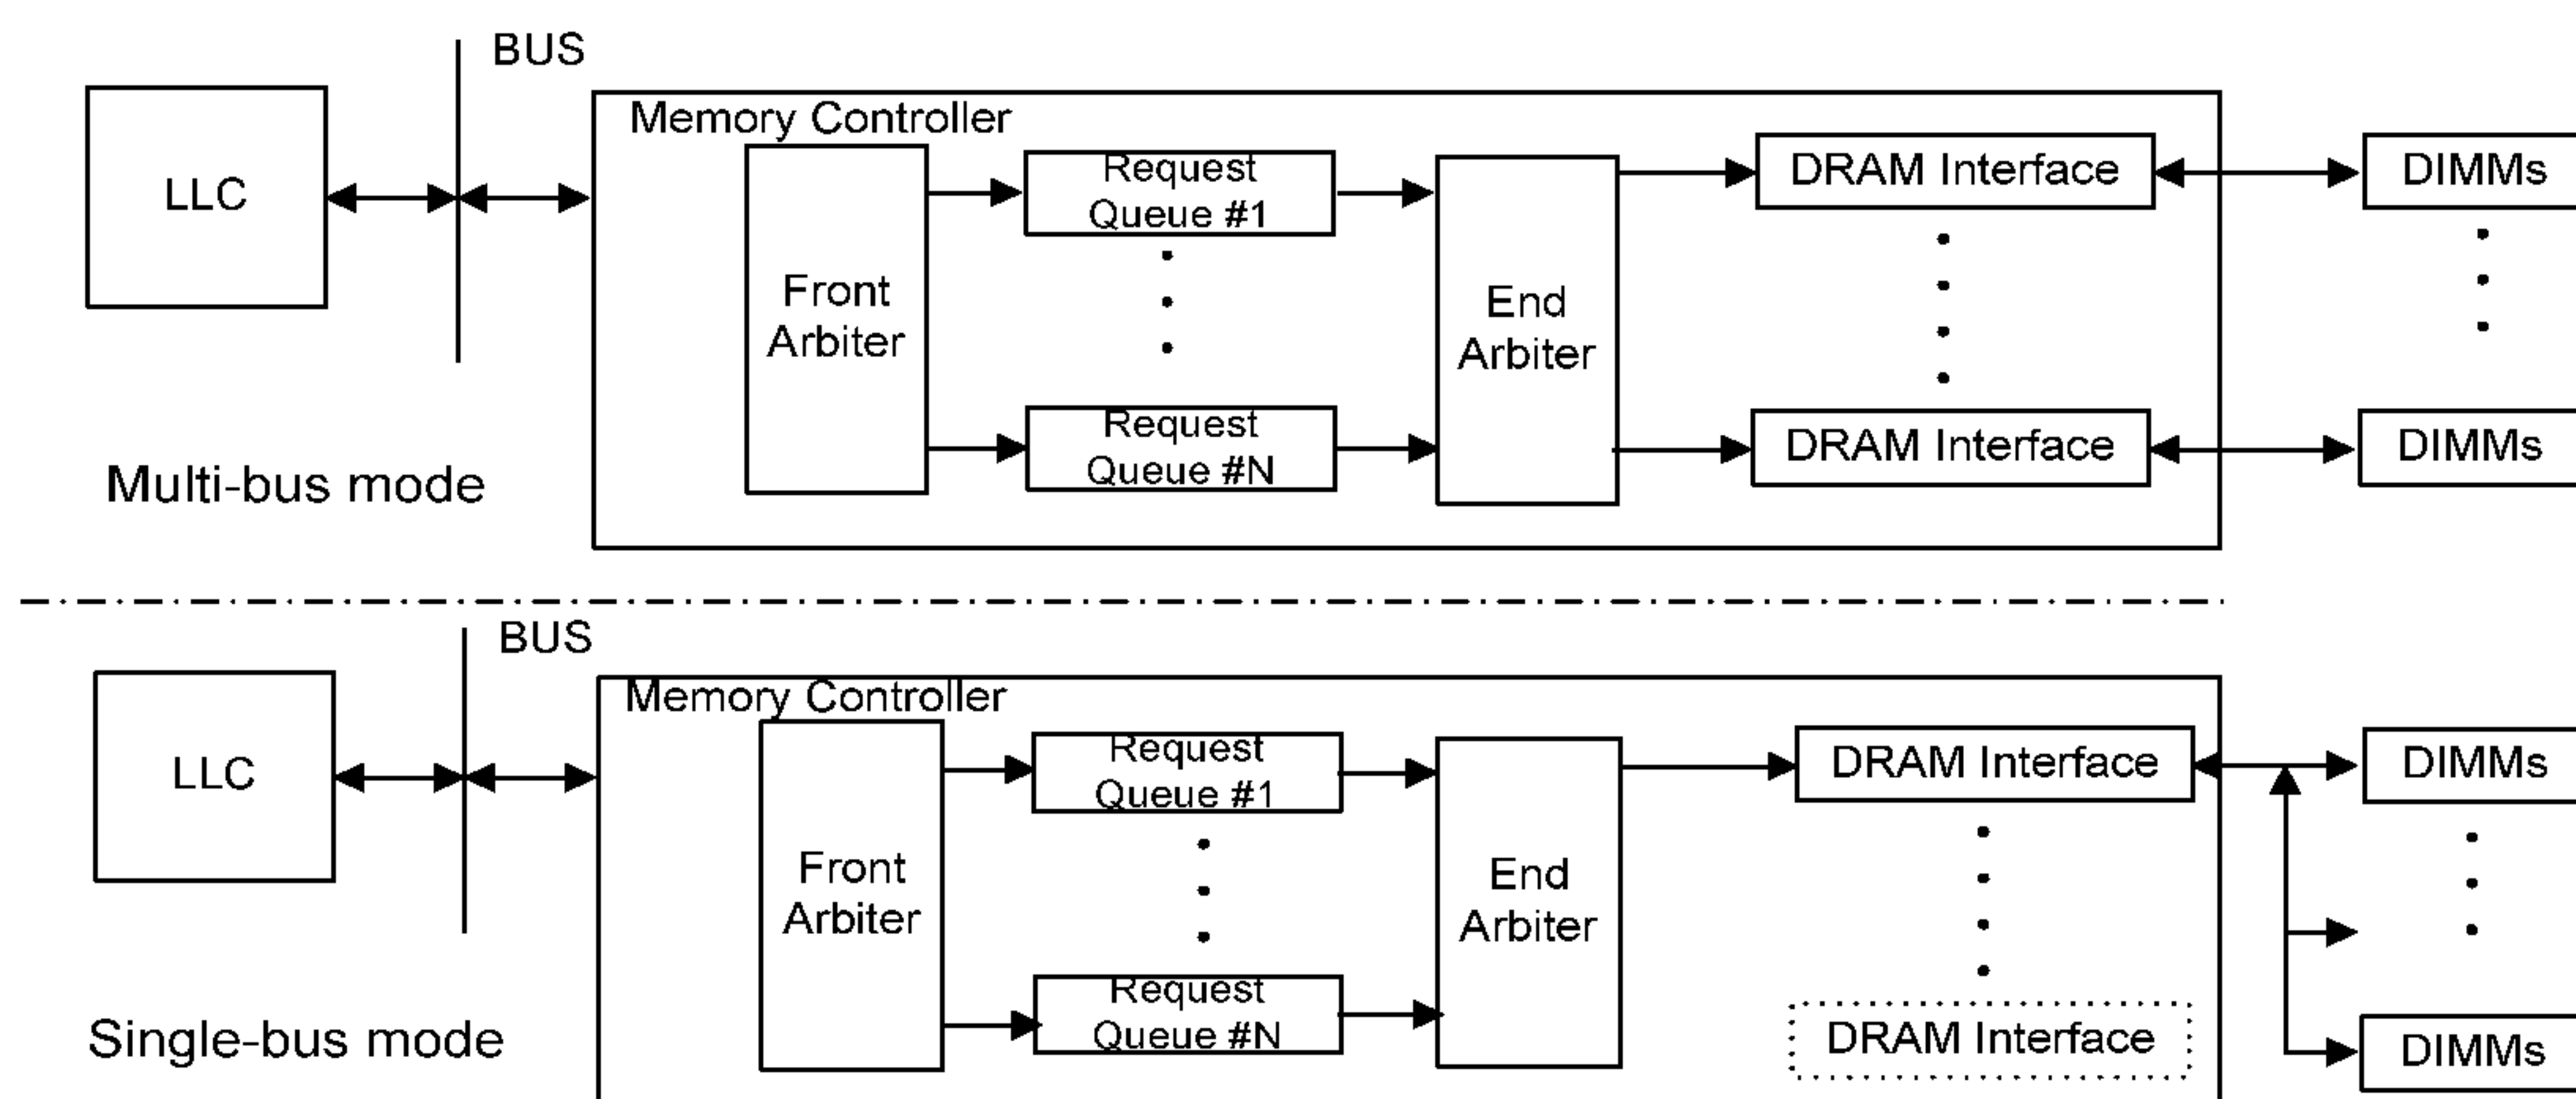 BUS
LLC
Memory Controller
Front
Arbiter
Request
Queue #1
Request
Queue #N
End
Arbiter
DRAM Interface
DRAM Interface
DIMMs
DIMMs
Multi-bus mode
BUS
LLC
Memory Controller
Front
Arbiter
Request
Queue #1
Request
Queue #N
End
Arbiter
DRAM Interface
DRAM Interface
DIMMs
DIMMs
Single-bus mode